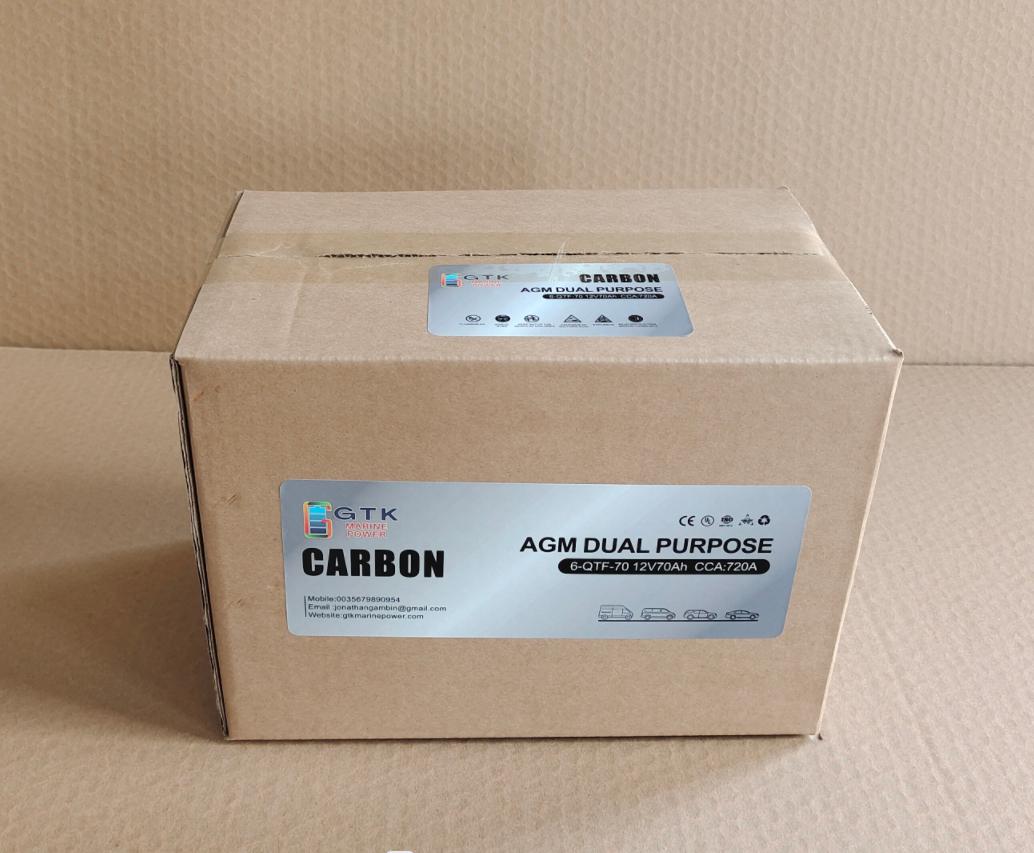 GTK
CARBON
AGM DUAL PURPOSE
6-QTF-70 12V70Ah CCA:720A
GTK
MARINE
POWER
CARBON
Mobile:0035679890954
Email :jonathangambin@gmail.com
Website:gtkmarinepower.com
CE
AGM DUAL PURPOSE
6-QTF-70 12V70Ah CCA:720A